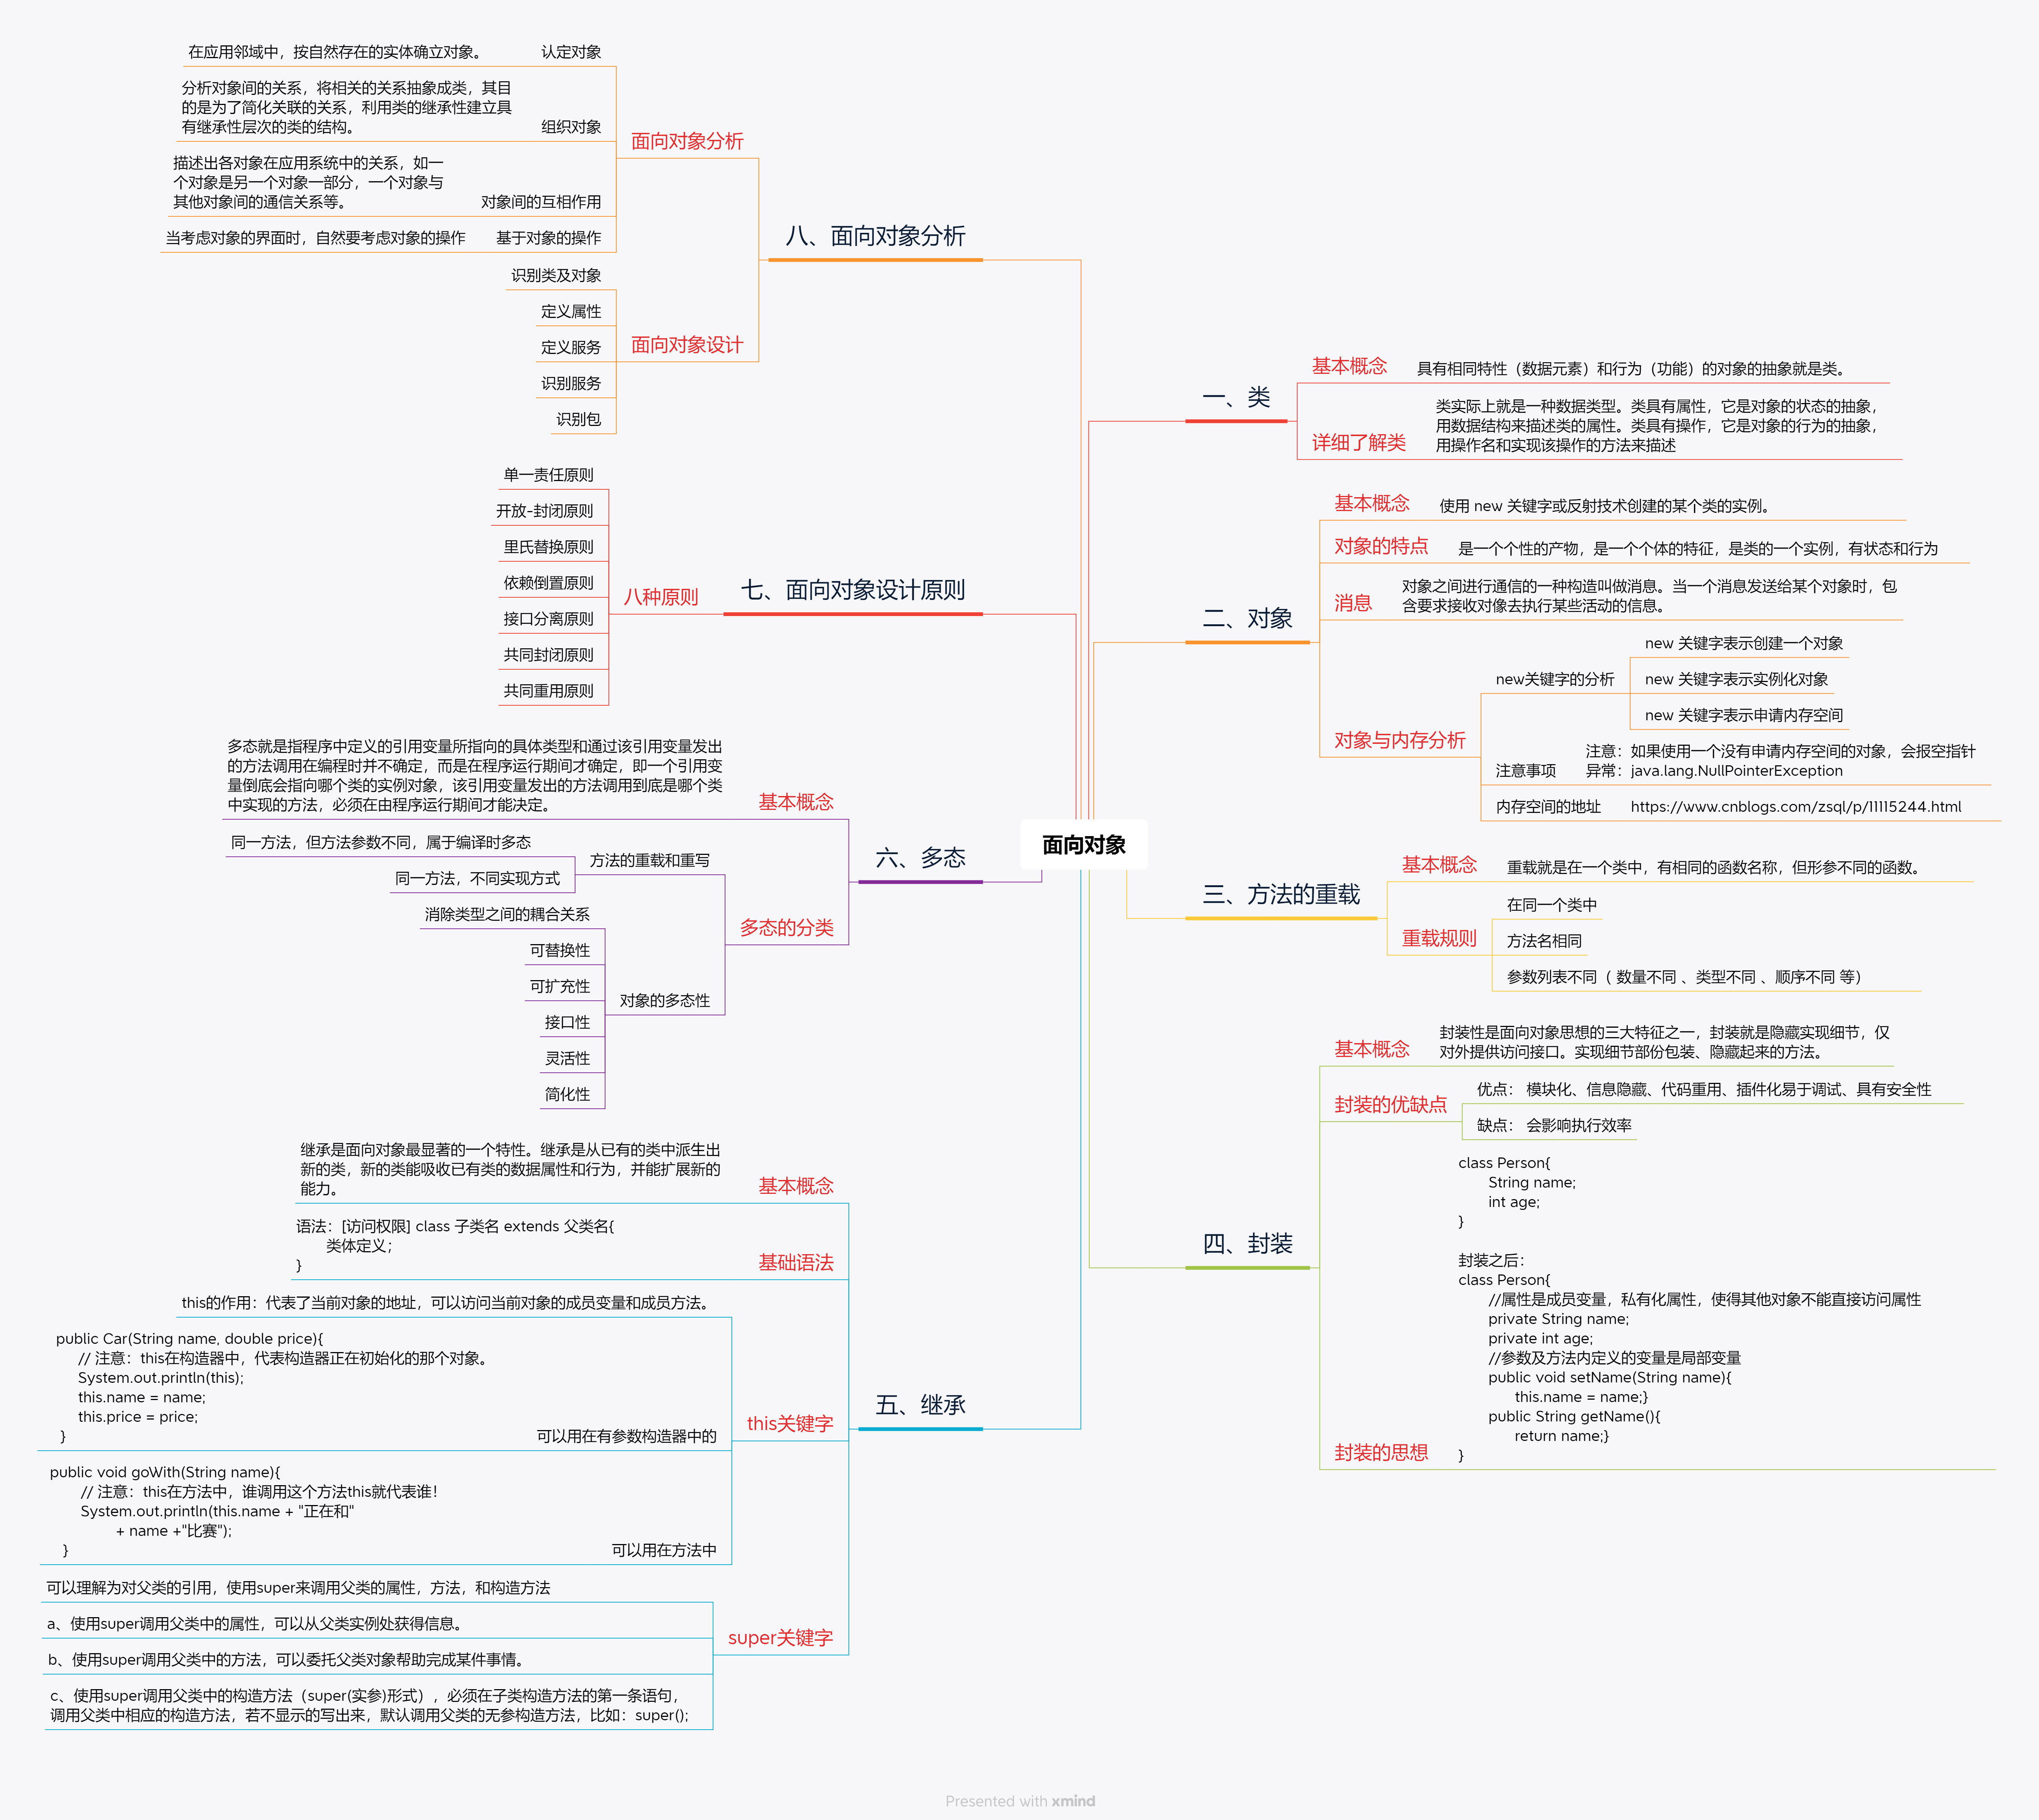 面向对象
一、类
基本概念
具有相同特性（数据元素）和行为（功能）的对象的抽象就是类。
详细了解类
类实际上就是一种数据类型。类具有属性，它是对象的状态的抽象，
用数据结构来描述类的属性。类具有操作，它是对象的行为的抽象，
用操作名和实现该操作的方法来描述
二、对象
基本概念
使用 new 关键字或反射技术创建的某个类的实例。
对象的特点
是一个个性的产物，是一个个体的特征，是类的一个实例，有状态和行为
消息
对象之间进行通信的一种构造叫做消息。当一个消息发送给某个对象时，包
含要求接收对像去执行某些活动的信息。
对象与内存分析
new关键字的分析
new 关键字表示创建一个对象
new 关键字表示实例化对象
new 关键字表示申请内存空间
注意事项
注意：如果使用一个没有申请内存空间的对象，会报空指针
异常：java.lang.NullPointerException
内存空间的地址
https://www.cnblogs.com/zsql/p/11115244.html
三、方法的重载
基本概念
重载就是在一个类中，有相同的函数名称，但形参不同的函数。
重载规则
在同一个类中
方法名相同
参数列表不同（ 数量不同 、类型不同 、顺序不同 等）
四、封装
基本概念
封装性是面向对象思想的三大特征之一，封装就是隐藏实现细节，仅
对外提供访问接口。实现细节部份包装、隐藏起来的方法。
封装的优缺点
优点： 模块化、信息隐藏、代码重用、插件化易于调试、具有安全性
缺点： 会影响执行效率
封装的思想
class Person{
String name;
int age;
}
封装之后：
class Person{
//属性是成员变量，私有化属性，使得其他对象不能直接访问属性
private String name;
private int age;
//参数及方法内定义的变量是局部变量
public void setName(String name){
this.name = name;}
public String getName(){
return name;}
}
五、继承
基本概念
继承是面向对象最显著的一个特性。继承是从已有的类中派生出
新的类，新的类能吸收已有类的数据属性和行为，并能扩展新的
能力。
基础语法
语法：[访问权限] class 子类名 extends 父类名{
类体定义；
}
this关键字
this的作用：代表了当前对象的地址，可以访问当前对象的成员变量和成员方法。
可以用在有参数构造器中的
public Car(String name, double price){
// 注意：this在构造器中，代表构造器正在初始化的那个对象。
System.out.println(this);
this.name = name;
this.price = price;
}
可以用在方法中
public void goWith(String name){
// 注意：this在方法中，谁调用这个方法this就代表谁！
System.out.println(this.name + "正在和"
+ name +"比赛");
}
super关键字
可以理解为对父类的引用，使用super来调用父类的属性，方法，和构造方法
a、使用super调用父类中的属性，可以从父类实例处获得信息。
b、使用super调用父类中的方法，可以委托父类对象帮助完成某件事情。
c、使用super调用父类中的构造方法（super(实参)形式），必须在子类构造方法的第一条语句，
调用父类中相应的构造方法，若不显示的写出来，默认调用父类的无参构造方法，比如：super();
六、多态
基本概念
多态就是指程序中定义的引用变量所指向的具体类型和通过该引用变量发出
的方法调用在编程时并不确定，而是在程序运行期间才确定，即一个引用变
量倒底会指向哪个类的实例对象，该引用变量发出的方法调用到底是哪个类
中实现的方法，必须在由程序运行期间才能决定。
多态的分类
方法的重载和重写
同一方法，但方法参数不同，属于编译时多态
同一方法，不同实现方式
对象的多态性
消除类型之间的耦合关系
可替换性
可扩充性
接口性
灵活性
简化性
七、面向对象设计原则
八种原则
单一责任原则
开放-封闭原则
里氏替换原则
依赖倒置原则
接口分离原则
共同封闭原则
共同重用原则
八、面向对象分析
面向对象分析
认定对象
在应用邻域中，按自然存在的实体确立对象。
组织对象
分析对象间的关系，将相关的关系抽象成类，其目
的是为了简化关联的关系，利用类的继承性建立具
有继承性层次的类的结构。
对象间的互相作用
描述出各对象在应用系统中的关系，如一
个对象是另一个对象一部分，一个对象与
其他对象间的通信关系等。
基于对象的操作
当考虑对象的界面时，自然要考虑对象的操作
面向对象设计
识别类及对象
定义属性
定义服务
识别服务
识别包
Presented with xmind